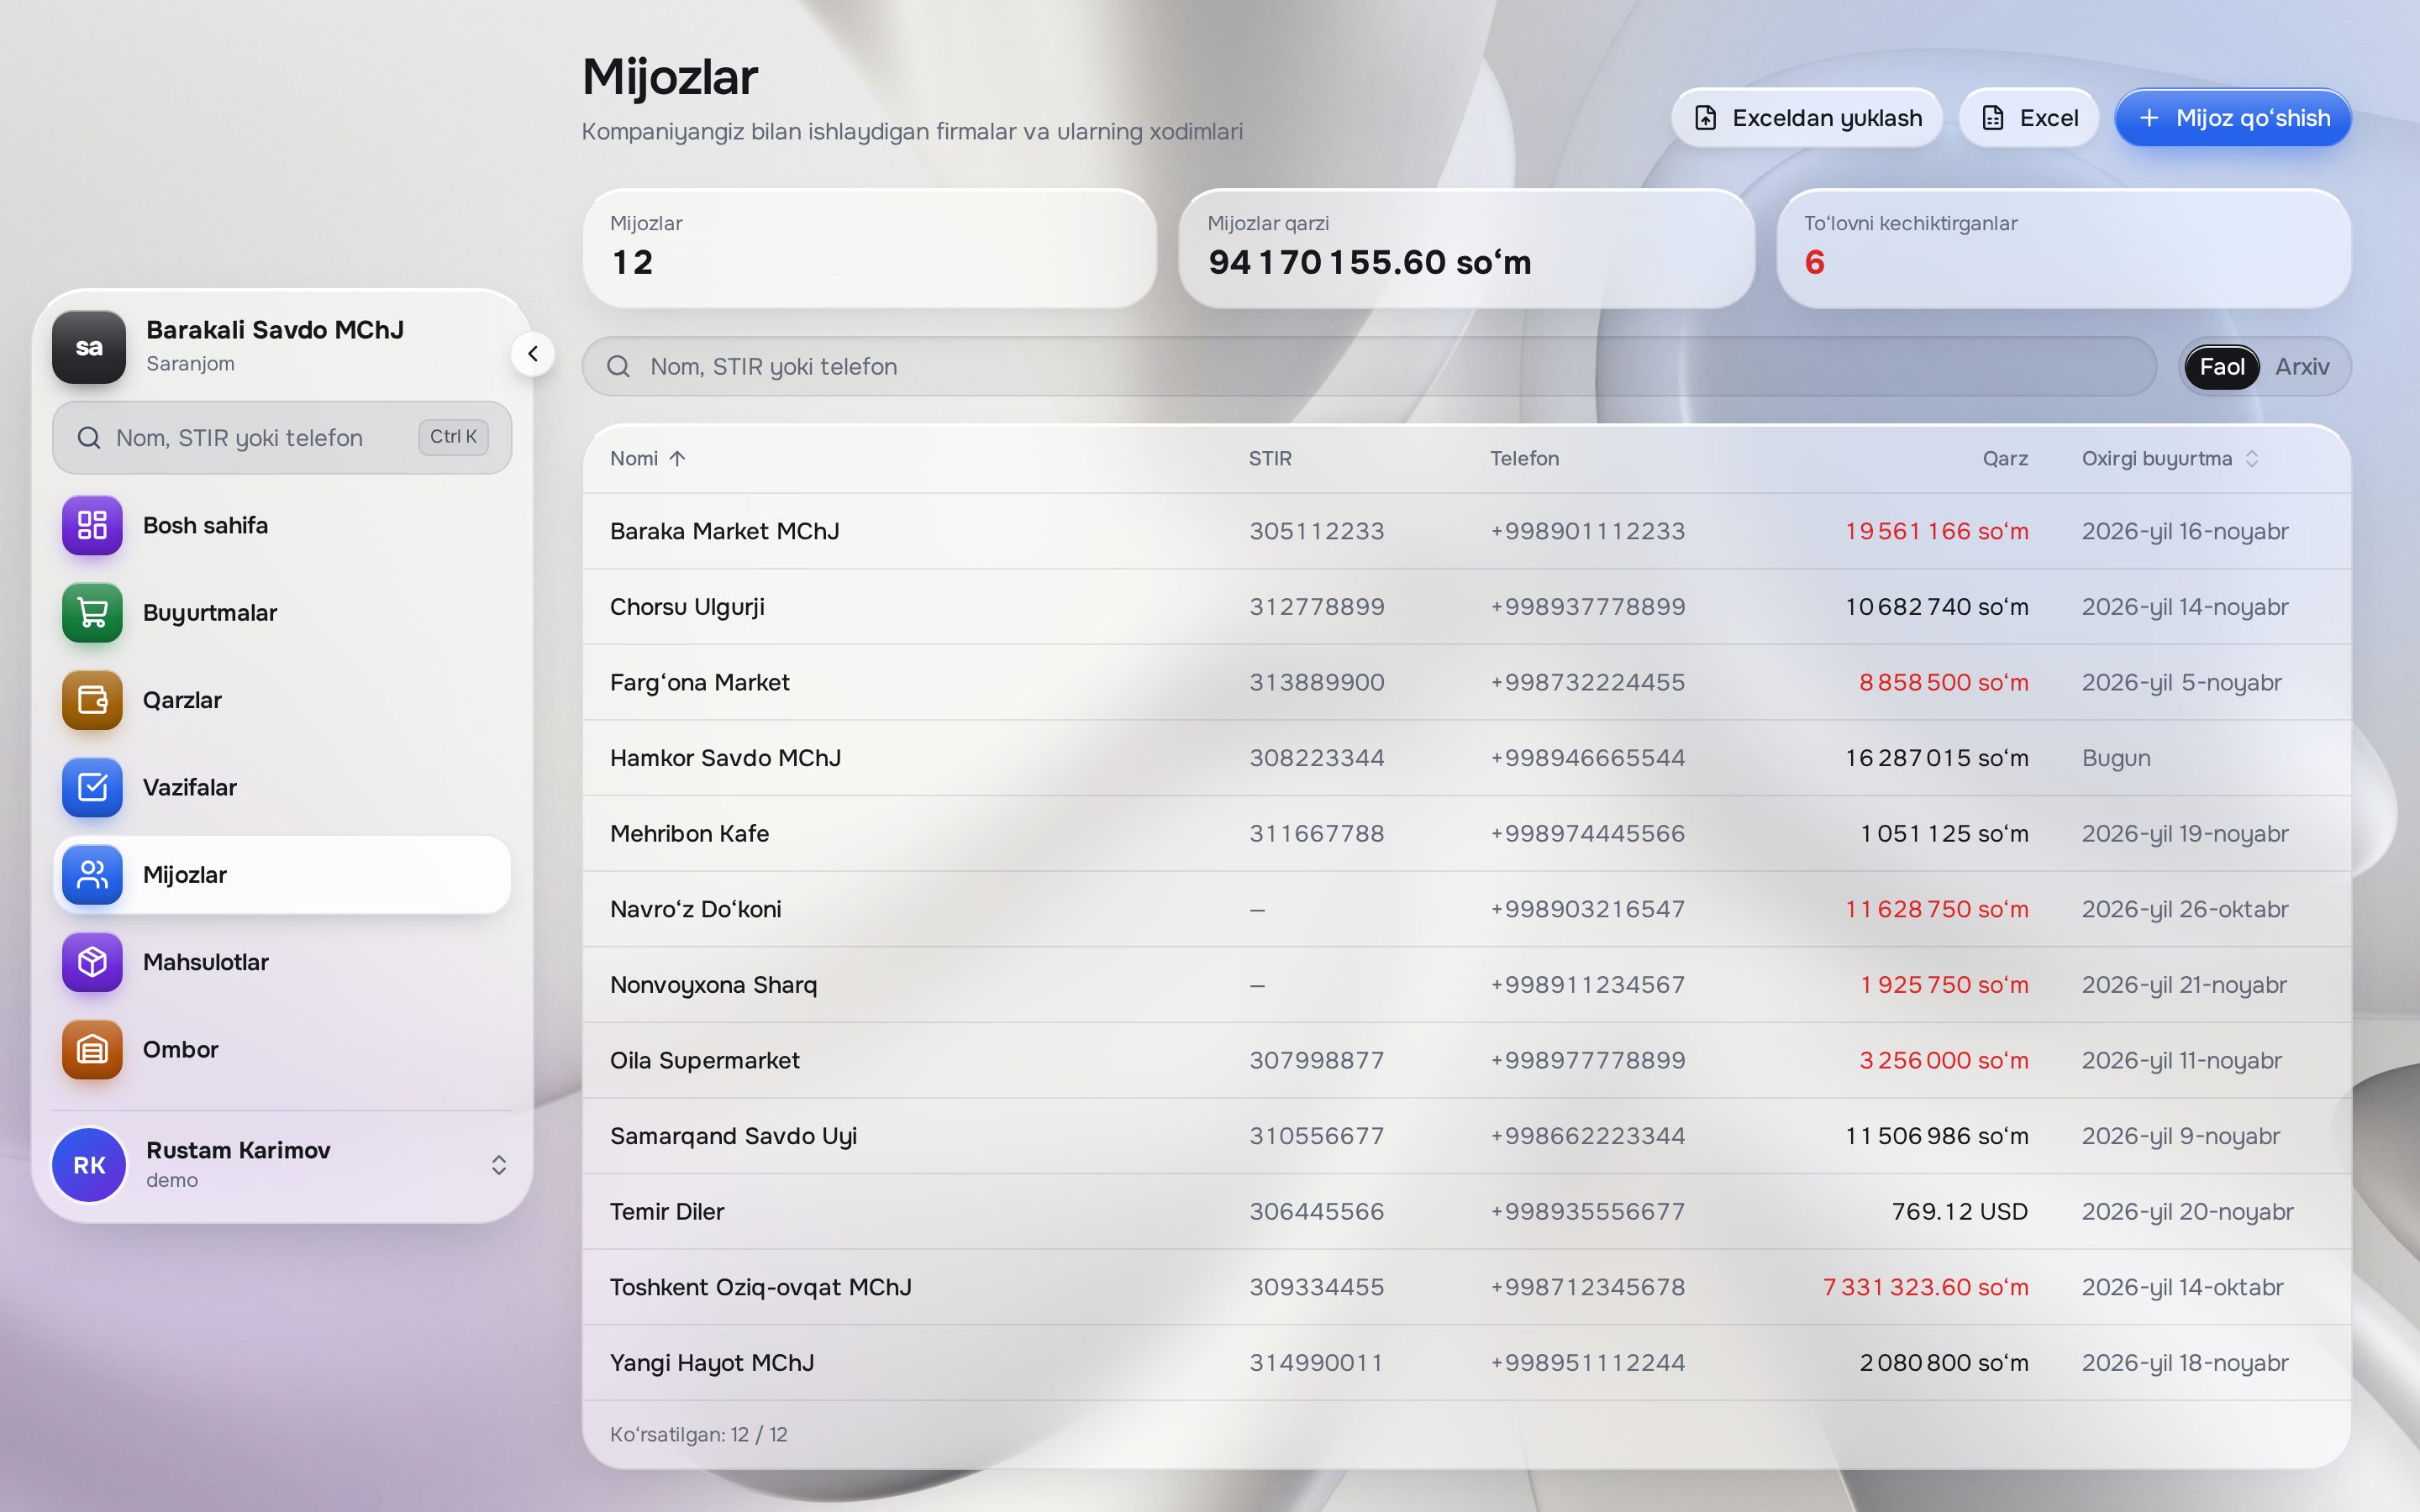 Mijozlar
Kompaniyangiz bilan ishlaydigan firmalar va ularning xodimlari
Exceldan yuklash
Excel
Mijoz qo‘shish
Mijozlar
12
Mijozlar qarzi
94 170 155.60 so‘m
To‘lovni kechiktirganlar
6
Nom, STIR yoki telefon
Faol
Arxiv
sa
Barakali Savdo MChJ
Saranjom
Nom, STIR yoki telefon
Ctrl K
Bosh sahifa
Buyurtmalar
Qarzlar
Vazifalar
Mijozlar
Mahsulotlar
Ombor
RK
Rustam Karimov
demo
Nomi STIR Telefon Qarz Oxirgi buyurtma
Baraka Market MChJ 305112233 +998901112233 19 561 166 so‘m 2026-yil 16-noyabr
Chorsu Ulgurji 312778899 +998937778899 10 682 740 so‘m 2026-yil 14-noyabr
Farg‘ona Market 313889900 +998732224455 8 858 500 so‘m 2026-yil 5-noyabr
Hamkor Savdo MChJ 308223344 +998946665544 16 287 015 so‘m Bugun
Mehribon Kafe 311667788 +998974445566 1 051 125 so‘m 2026-yil 19-noyabr
Navro‘z Do‘koni – +998903216547 11 628 750 so‘m 2026-yil 26-oktabr
Nonvoyxona Sharq – +998911234567 1 925 750 so‘m 2026-yil 21-noyabr
Oila Supermarket 307998877 +998977778899 3 256 000 so‘m 2026-yil 11-noyabr
Samarqand Savdo Uyi 310556677 +998662223344 11 506 986 so‘m 2026-yil 9-noyabr
Temir Diler 306445566 +998935556677 769.12 USD 2026-yil 20-noyabr
Toshkent Oziq-ovqat MChJ 309334455 +998712345678 7 331 323.60 so‘m 2026-yil 14-oktabr
Yangi Hayot MChJ 314990011 +998951112244 2 080 800 so‘m 2026-yil 18-noyabr
Ko‘rsatilgan: 12 / 12